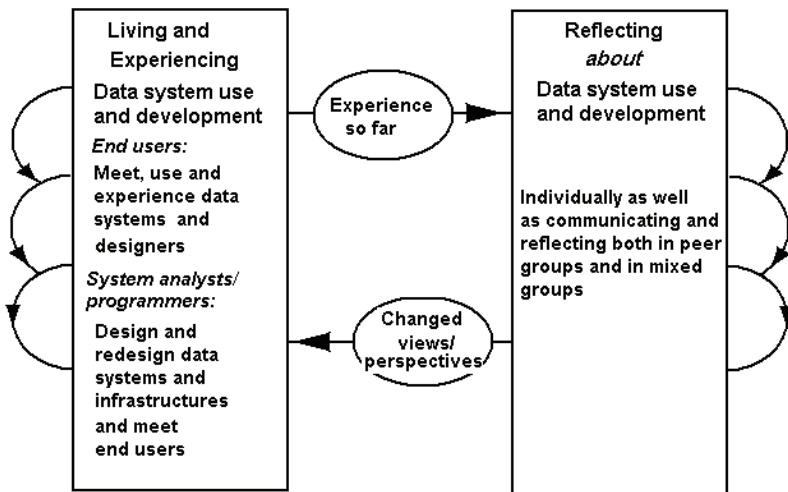 Living and
Experiencing
Data system use
and development
End users:
Meet, use and
experience data
systems and
designers
System analysts/
programmers:
Design and
redesign data
systems and
infrastructures
and meet
end users
Experience
so far
Changed
views/
perspectives
Reflecting
about
Data system use
and development
Individually as well
as communicating and
reflecting both in peer
groups and in mixed
groups